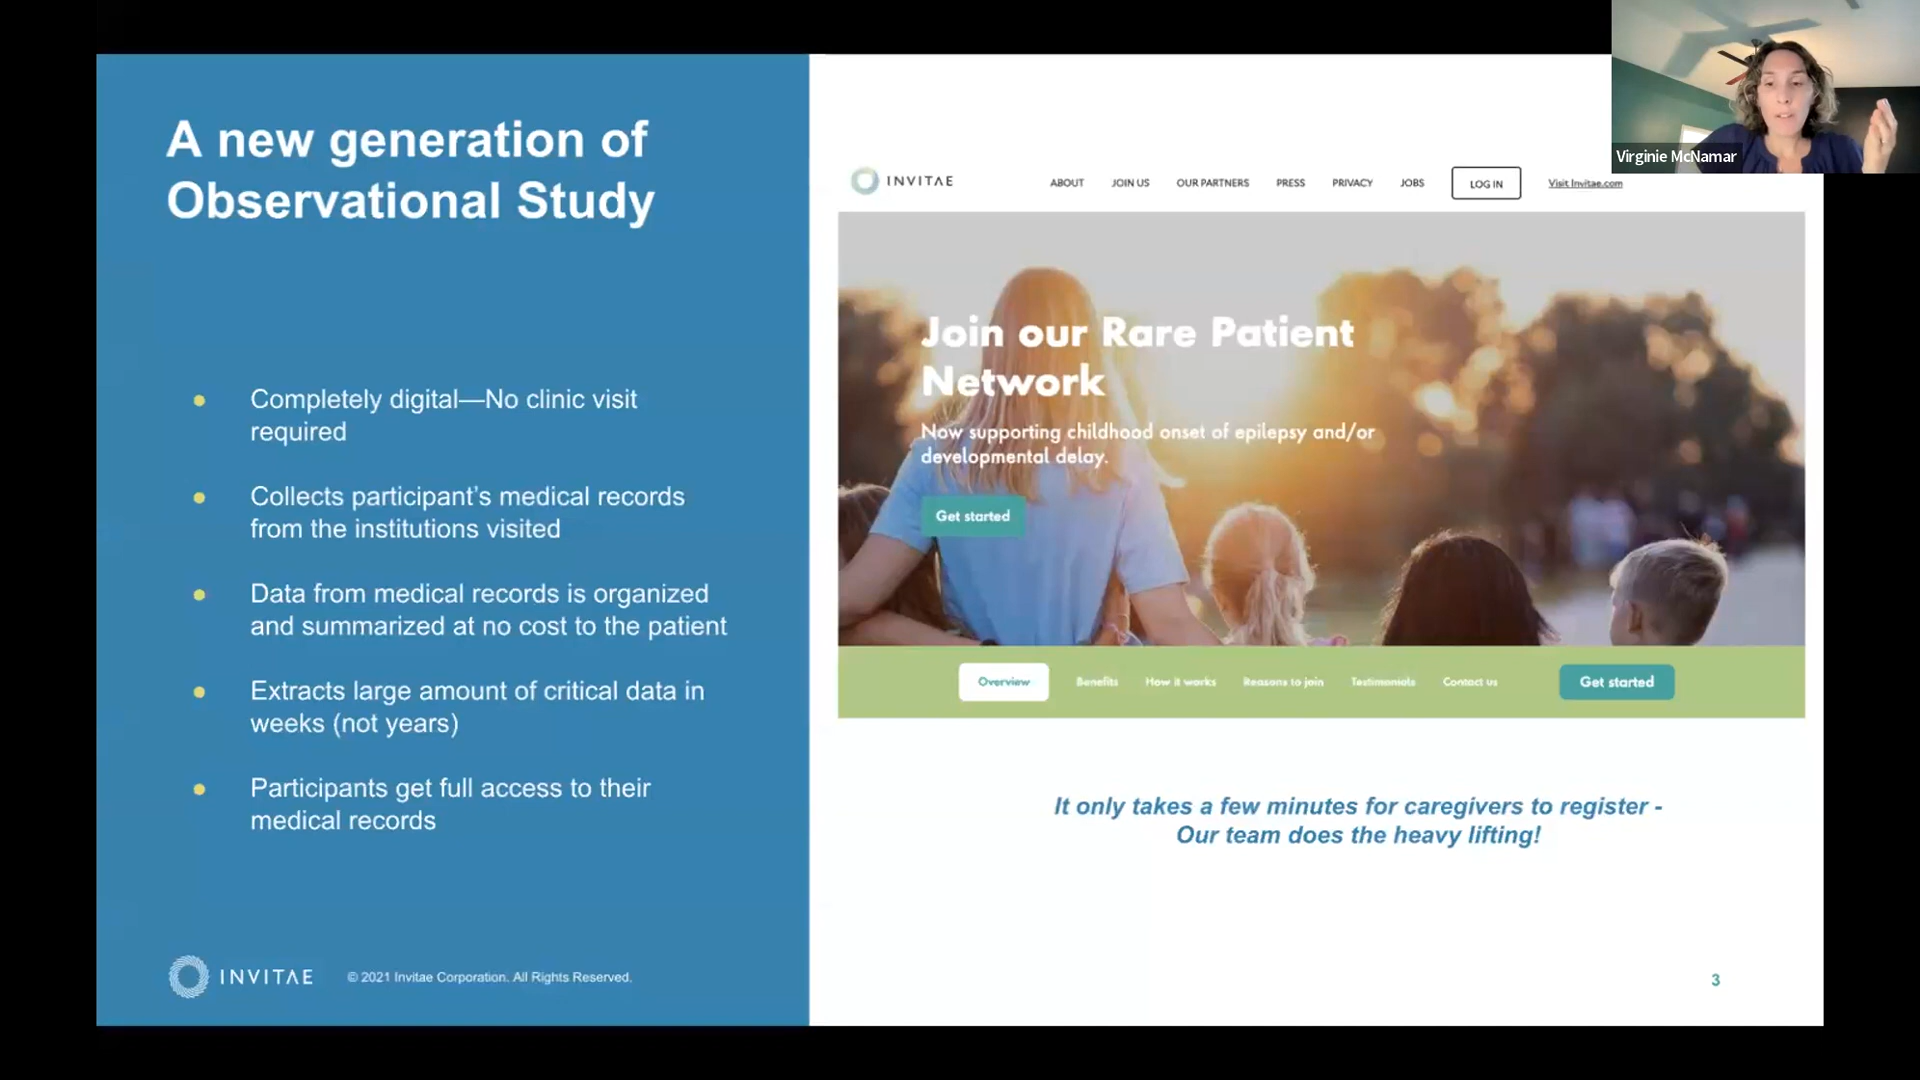 A new generation of
Observational Study
Completely digital—No clinic visit
required
Collects participant's medical records
from the institutions visited
Data from medical records is organized
and summarized at no cost to the patient
Extracts large amount of critical data in
weeks (not years)
Participants get full access to their
medical records
INVITAE © 2021 Invitae Corporation. All Rights Reserved.
Virginie McNamar
INVITAE ABOUT JOIN US OUR PARTNERS PRESS PRIVACY JOBS LOG IN Visit Invitae.com
Join our Rare Patient
Network
Now supporting childhood onset of epilepsy and/or
developmental delay.
Get started
Overview Benefits How it works Reasons to join Testimonials Contact us Get started
It only takes a few minutes for caregivers to register -
Our team does the heavy lifting!
3